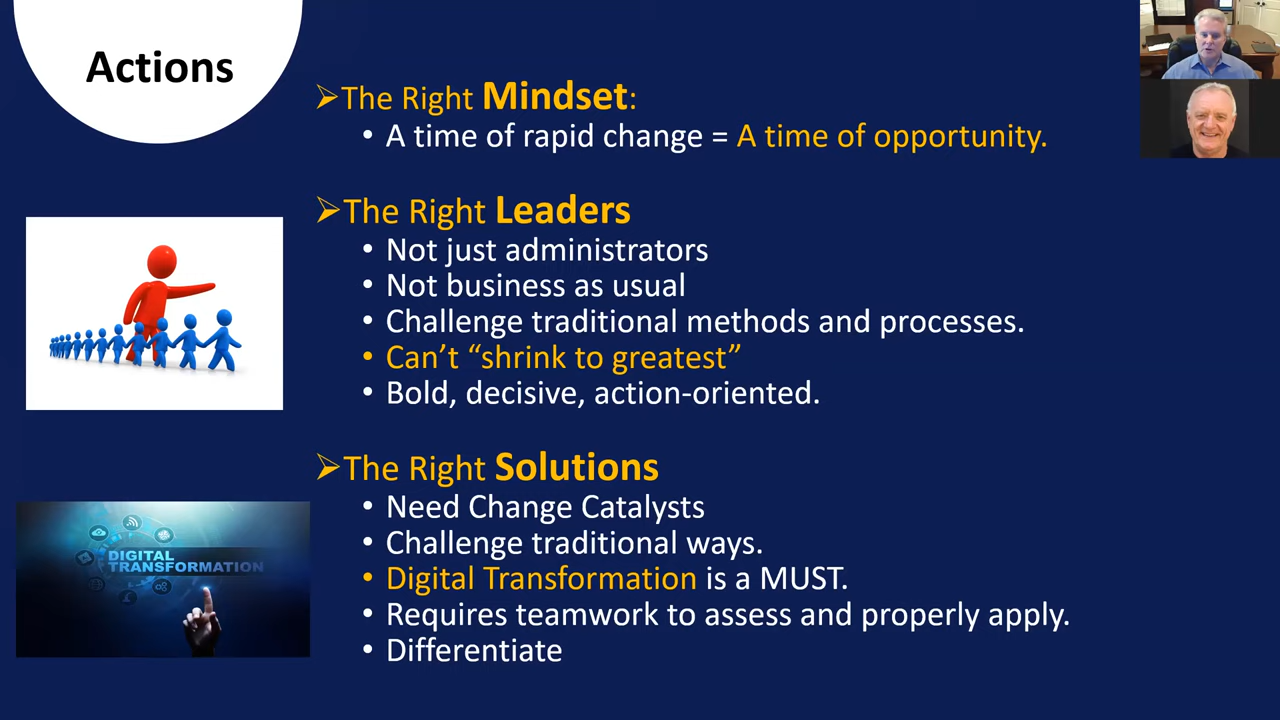 Actions
➢The Right Mindset:
• A time of rapid change = A time of opportunity.
➢The Right Leaders
• Not just administrators
• Not business as usual
• Challenge traditional methods and processes.
• Can’t “shrink to greatest”
• Bold, decisive, action-oriented.
➢The Right Solutions
• Need Change Catalysts
• Challenge traditional ways.
• Digital Transformation is a MUST.
• Requires teamwork to assess and properly apply.
• Differentiate
DIGITAL
TRANSFORMATION